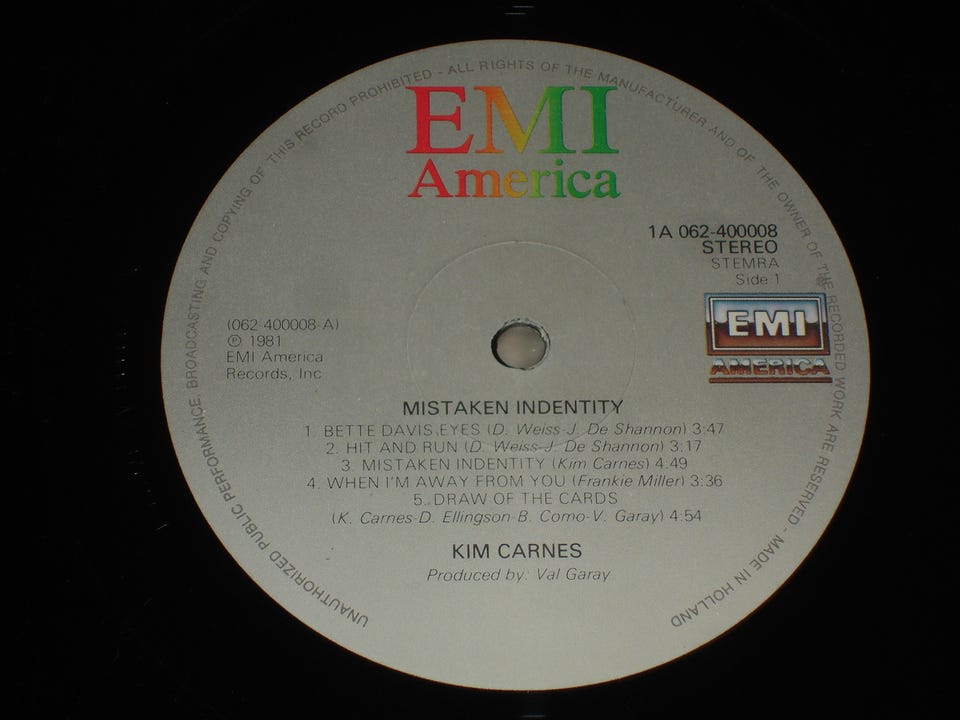 UNAUTHORIZED PUBLIC PERFORMANCE, BROADCASTING AND COPYING OF THIS RECORD PROHIBITED - ALL RIGHTS OF THE MANUFACTURER AND OF THE OWNER OF THE RECORDED WORK ARE RESERVED - MADE IN HOLLAND
EMI
America
1A 062-400008
STEREO
STEMRA
Side 1
EMI
AMERICA
(062-400008-A)
℗ 1981
EMI America
Records, Inc
MISTAKEN INDENTITY
1. BETTE DAVIS, EYES (D. Weiss-J. De Shannon) 3:47
2. HIT AND RUN (D. Weiss-J. De Shannon) 3:17
3. MISTAKEN INDENTITY (Kim Carnes) 4:49
4. WHEN I'M AWAY FROM YOU (Frankie Miller) 3:36
5. DRAW OF THE CARDS
(K. Carnes-D. Ellingson-B. Como-V. Garay) 4:54
KIM CARNES
Produced by: Val Garay